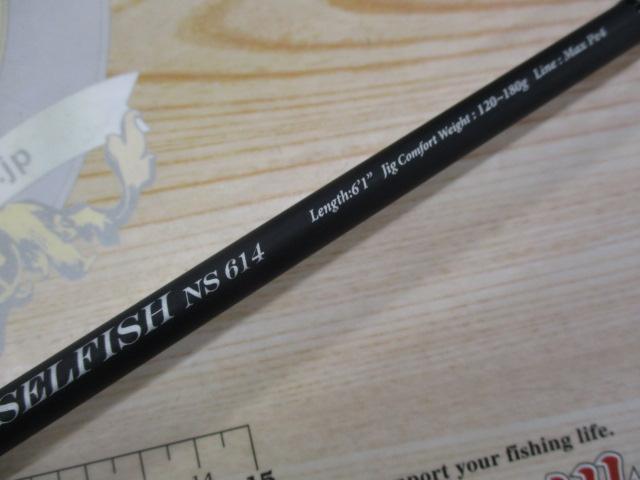 SELFISH NS 614 Length:6'1" Jig Comfort Weight : 120~180g Line : Max Pe4
.jp
14 15
port your fishing life.